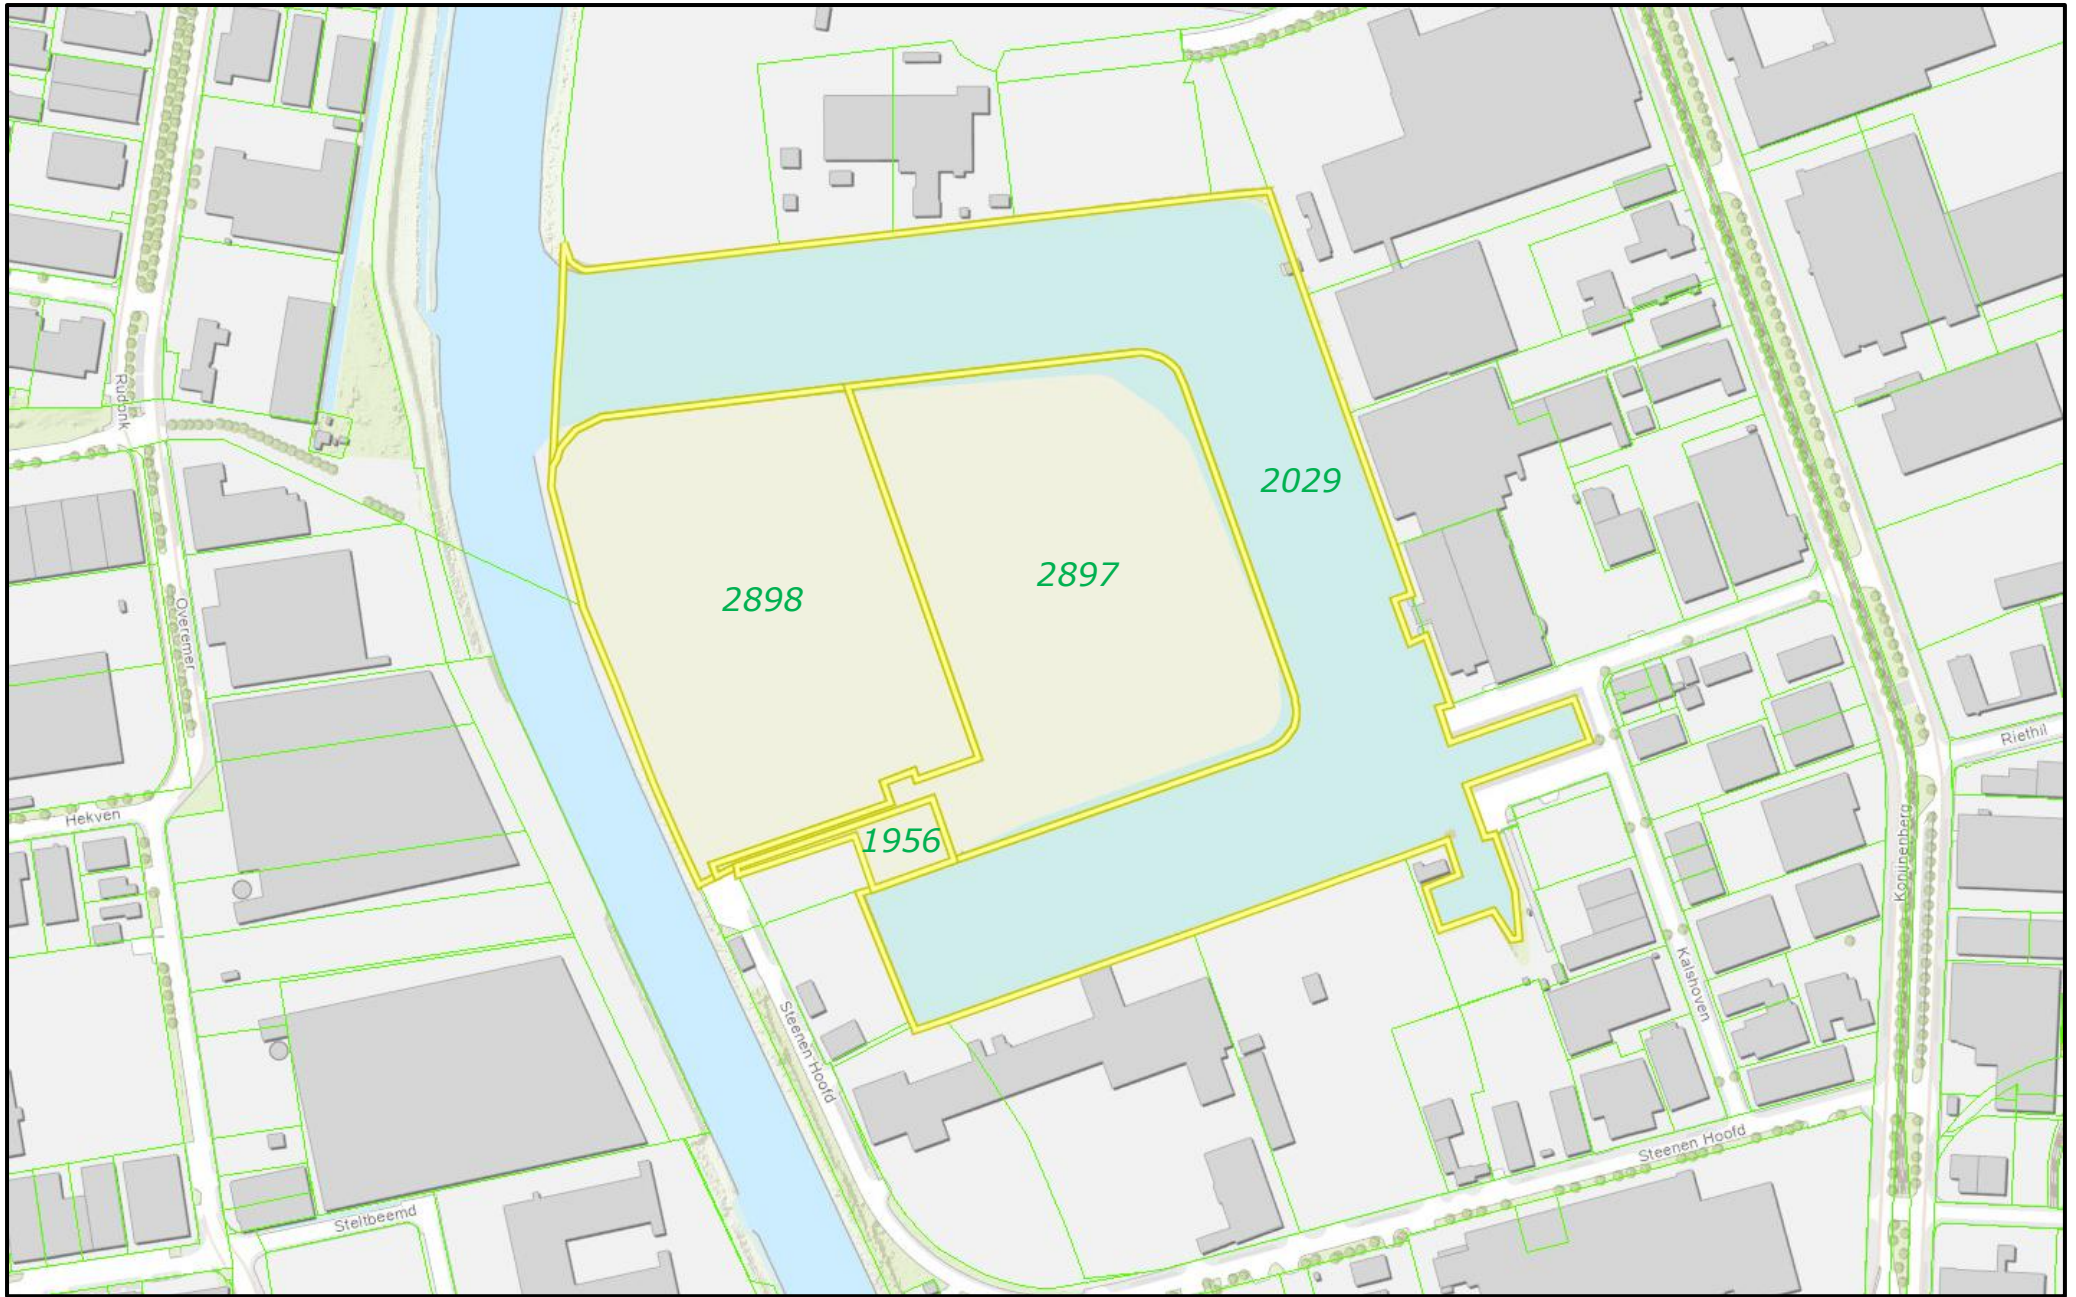 Rudonk
2029
2897
2898
Overemer
Riethil
Hekven
1956
Konijnenberg
Kalshoven
Steenen Hoofd
Steenen Hoofd
Steltbeemd